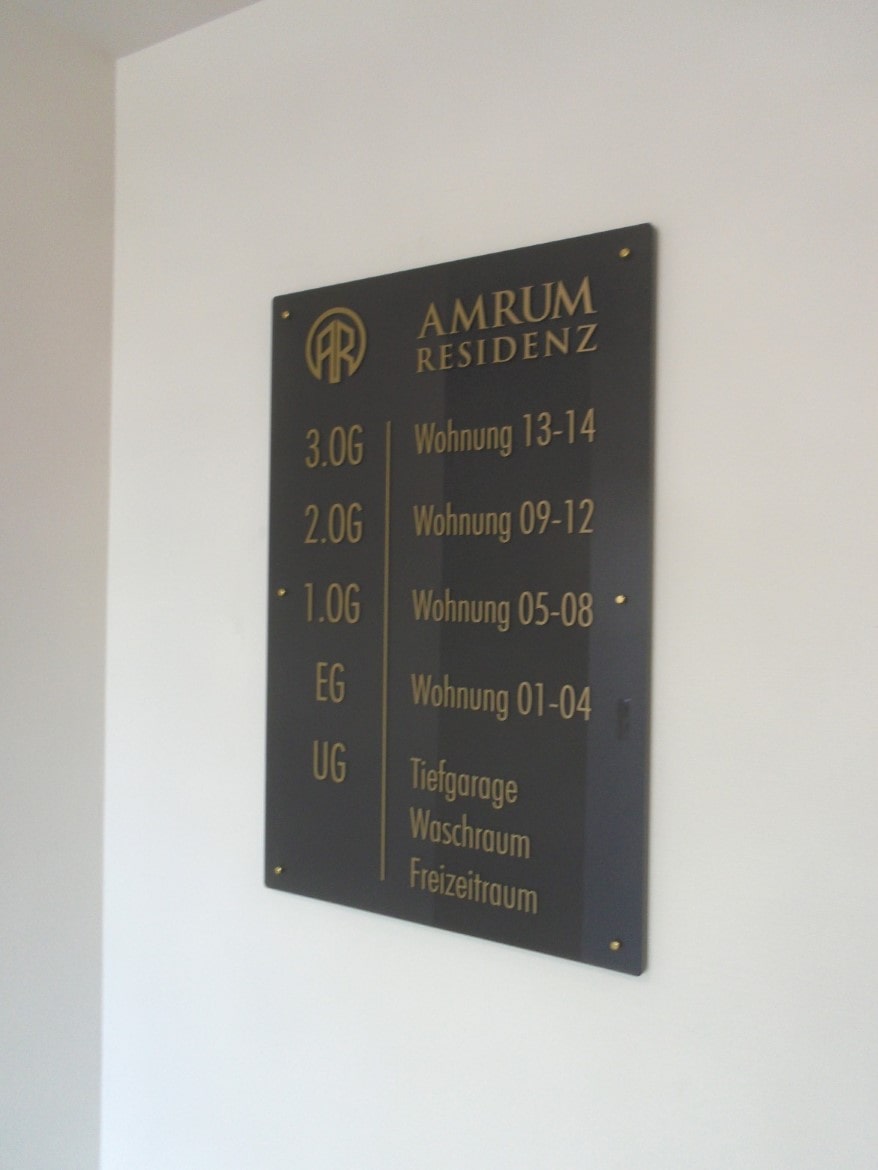 AR
AMRUM
RESIDENZ
3.OG Wohnung 13-14
2.OG Wohnung 09-12
1.OG Wohnung 05-08
EG Wohnung 01-04
UG Tiefgarage
Waschraum
Freizeitraum